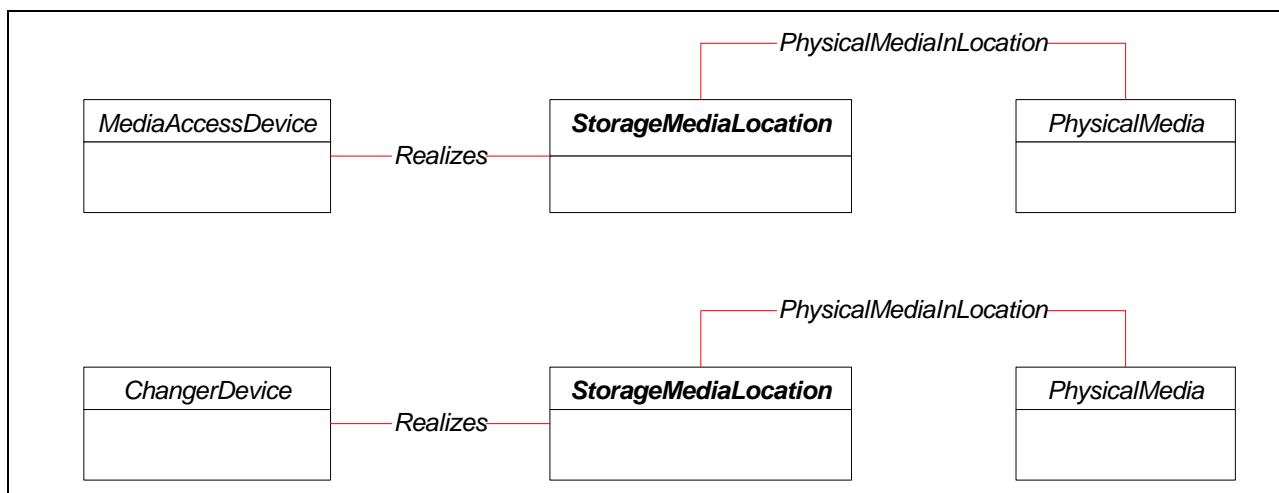 PhysicalMediaInLocation
MediaAccessDevice
StorageMediaLocation
PhysicalMedia
Realizes
PhysicalMediaInLocation
ChangerDevice
StorageMediaLocation
PhysicalMedia
Realizes